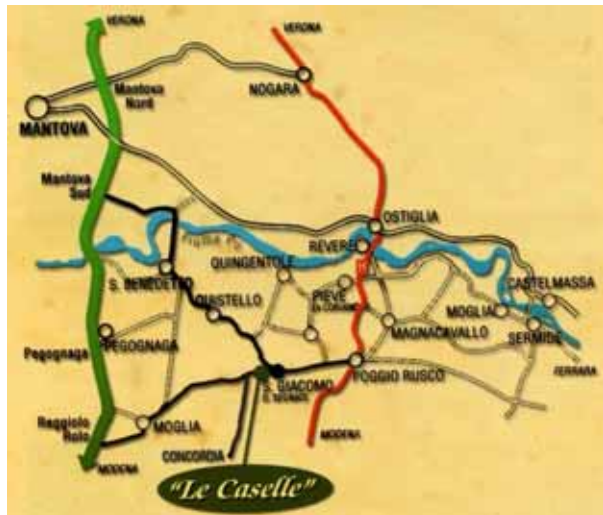 VERONA
VERONA
Mantova
Nord
NOGARA
MANTOVA
Mantova
Sud
OSTIGLIA
REVERE
QUINGENTOLE
S. BENEDETTO
PIEVE
CASTELMASSA
QUISTELLO
MOGLIA
MAGNACAVALLO
SERMIDE
PEGOGNAGA
Pegognaga
FERRARA
S. GIACOMO
POGGIO RUSCO
Reggiolo
Rolo
MOGLIA
MODENA
CONCORDIA
MODENA
"Le Caselle"